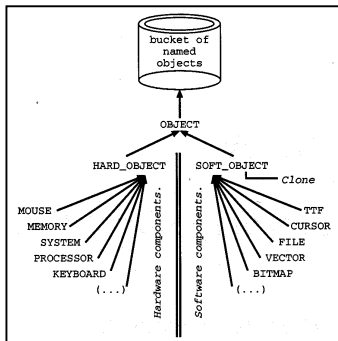 bucket of
named
objects
OBJECT
HARD_OBJECT
SOFT_OBJECT
Clone
MOUSE
MEMORY
SYSTEM
PROCESSOR
KEYBOARD
(...)
Hardware components.
Software components.
TTF
CURSOR
FILE
VECTOR
BITMAP
(...)